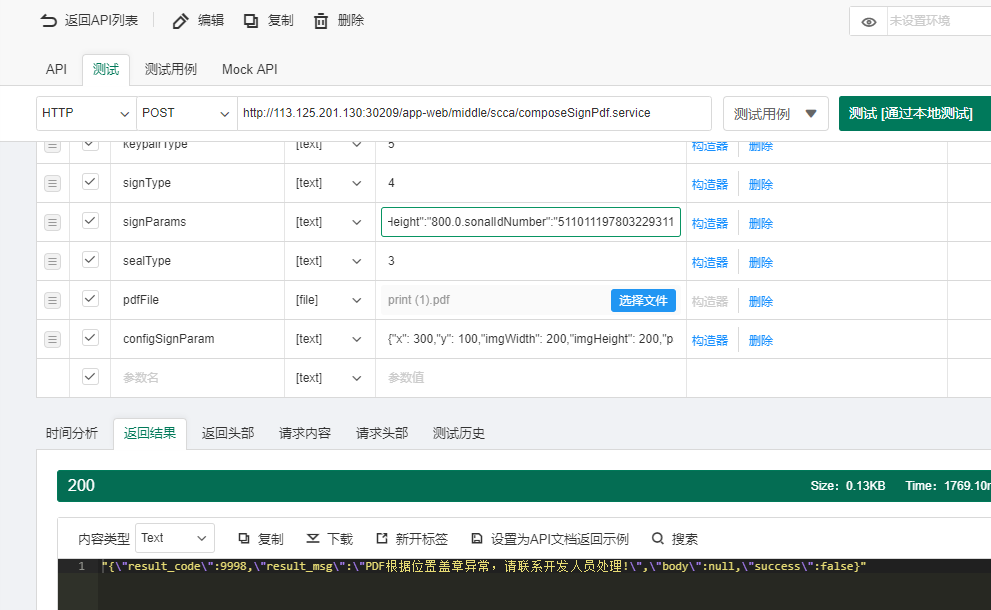 返回API列表 编辑 复制 删除 未设置环境
API 测试 测试用例 Mock API
HTTP POST http://113.125.201.130:30209/app-web/middle/scca/composeSignPdf.service 测试用例 测试 [通过本地测试]
keypairType [text] 5 构造器 删除
signType [text] 4 构造器 删除
signParams [text] Height":"800.0.sonalIdNumber":"511011197803229311 构造器 删除
sealType [text] 3 构造器 删除
pdfFile [file] print (1).pdf 选择文件 构造器 删除
configSignParam [text] {"x": 300,"y": 100,"imgWidth": 200,"imgHeight": 200,"p 构造器 删除
参数名 [text] 参数值
时间分析 返回结果 返回头部 请求内容 请求头部 测试历史
200 Size: 0.13KB Time: 1769.10m
内容类型 Text 复制 下载 新开标签 设置为API文档返回示例 搜索
1 "{\"result_code\":9998,\"result_msg\":\"PDF根据位置盖章异常，请联系开发人员处理!\",\"body\":null,\"success\":false}"